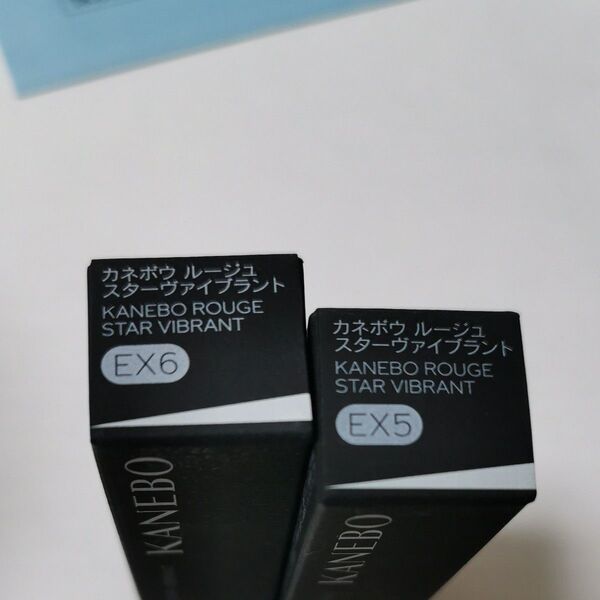 カネボウ ルージュ
スターヴァイブラント
KANEBO ROUGE
STAR VIBRANT
EX6
KANEBO
カネボウ ルージュ
スターヴァイブラント
KANEBO ROUGE
STAR VIBRANT
EX5
KANEBO